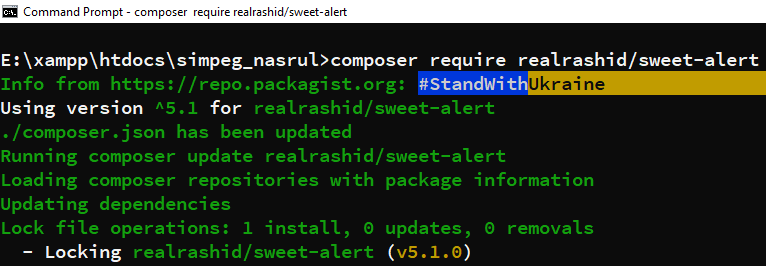 Command Prompt - composer  require realrashid/sweet-alert
E:\xampp\htdocs\simpeg_nasrul>composer require realrashid/sweet-alert
Info from https://repo.packagist.org: #StandWithUkraine
Using version ^5.1 for realrashid/sweet-alert
./composer.json has been updated
Running composer update realrashid/sweet-alert
Loading composer repositories with package information
Updating dependencies
Lock file operations: 1 install, 0 updates, 0 removals
  - Locking realrashid/sweet-alert (v5.1.0)